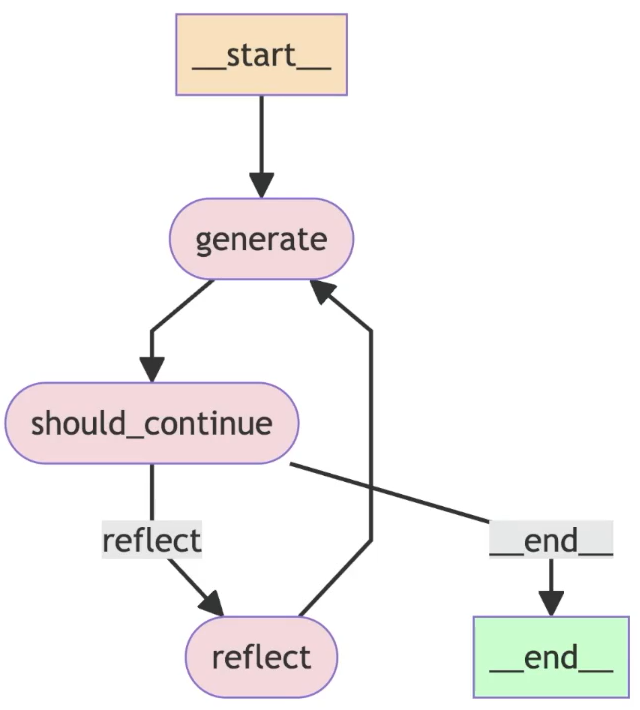 __start__
generate
should_continue
reflect
__end__
reflect
__end__